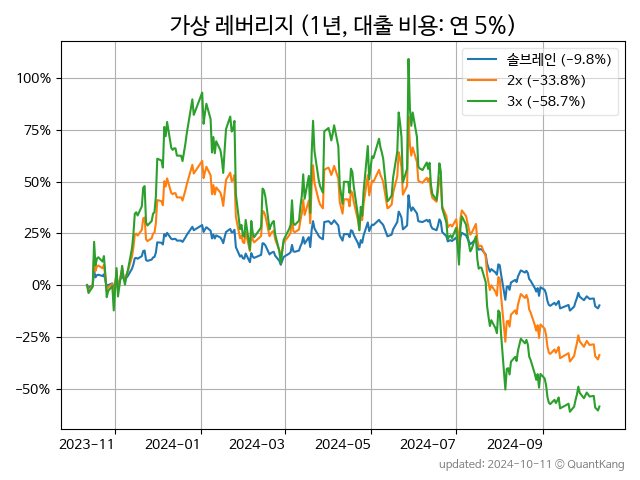 가상 레버리지 (1년, 대출 비용: 연 5%)
솔브레인 (−9.8%)
2x (−33.8%)
3x (−58.7%)
100%
75%
50%
25%
0%
−25%
−50%
2023-11 2024-01 2024-03 2024-05 2024-07 2024-09
updated: 2024-10-11 © QuantKang